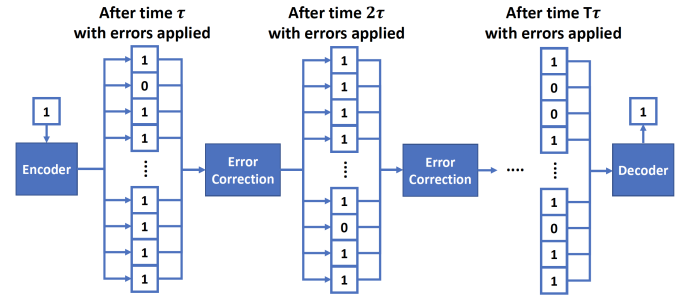 After time τ
with errors applied
After time 2τ
with errors applied
After time Tτ
with errors applied
1
Encoder
1
0
1
1
1
1
1
1
Error
Correction
1
1
1
1
1
0
1
1
Error
Correction
....
1
0
0
1
1
0
1
1
1
Decoder